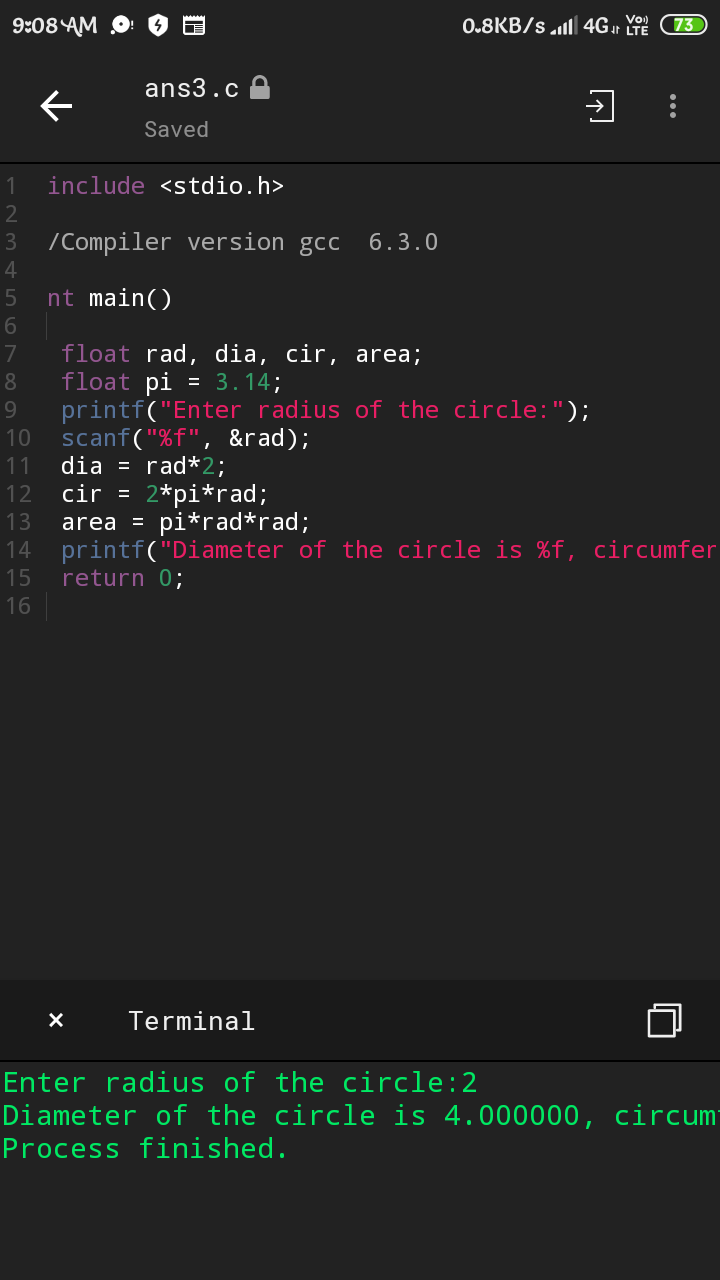 9:08 AM 0.8KB/s 4G Vo)) LTE 73
ans3.c
Saved
1 include <stdio.h>
2
3 /Compiler version gcc  6.3.0
4
5 nt main()
6
7 float rad, dia, cir, area;
8 float pi = 3.14;
9 printf("Enter radius of the circle:");
10 scanf("%f", &rad);
11 dia = rad*2;
12 cir = 2*pi*rad;
13 area = pi*rad*rad;
14 printf("Diameter of the circle is %f, circumfer
15 return 0;
16
× Terminal
Enter radius of the circle:2
Diameter of the circle is 4.000000, circumf
Process finished.